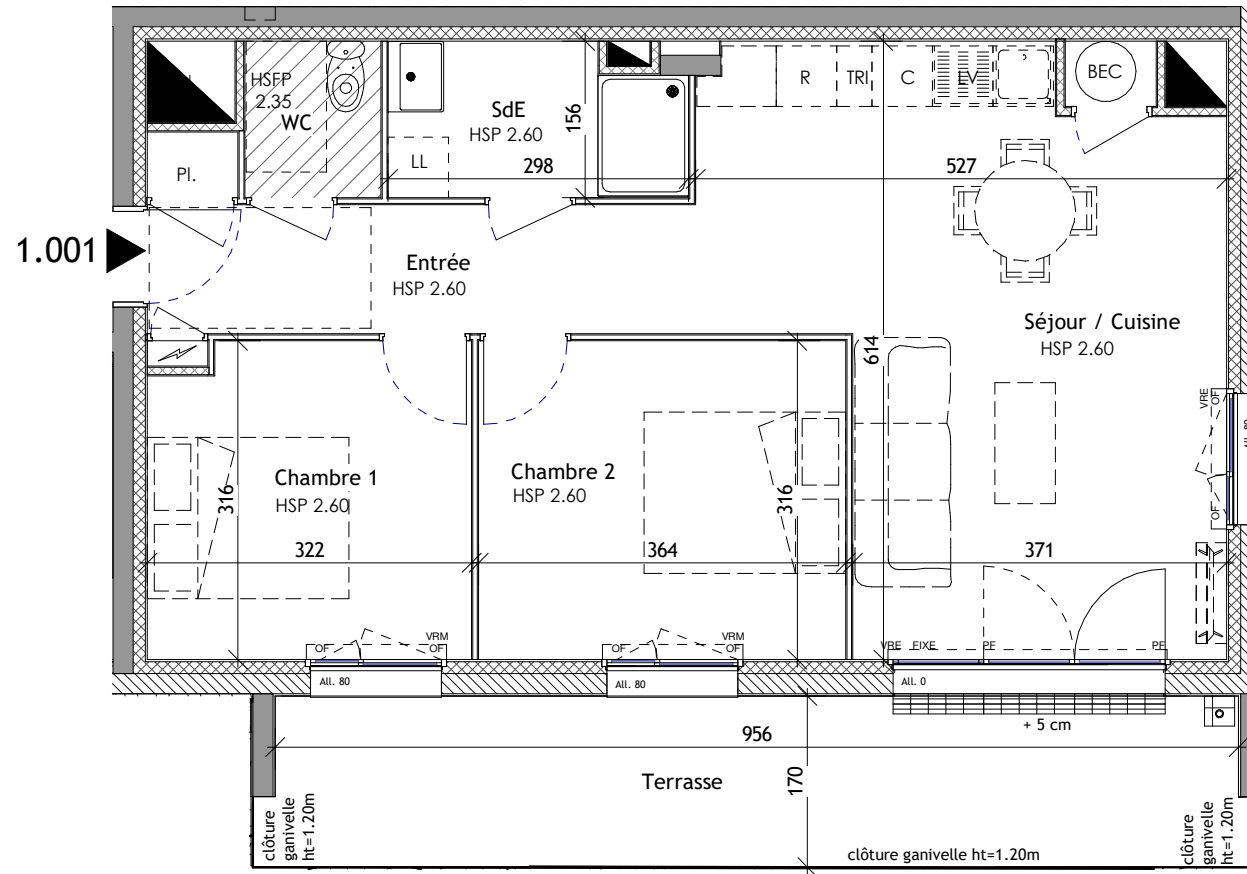 HSFP
2.35
WC
SdE
HSP 2.60
156
298
LL
Pl.
R
TRI
C
LV
BEC
527
1.001
Entrée
HSP 2.60
Séjour / Cuisine
HSP 2.60
614
VRE
OF
OF
All. 80
Chambre 1
HSP 2.60
316
322
Chambre 2
HSP 2.60
316
364
371
OF
VRM
OF
OF
VRM
OF
VRE
FIXE
PF
PF
All. 80
All. 80
All. 0
+ 5 cm
956
170
Terrasse
clôture
ganivelle
ht=1.20m
clôture ganivelle ht=1.20m
clôture
ganivelle
ht=1.20m